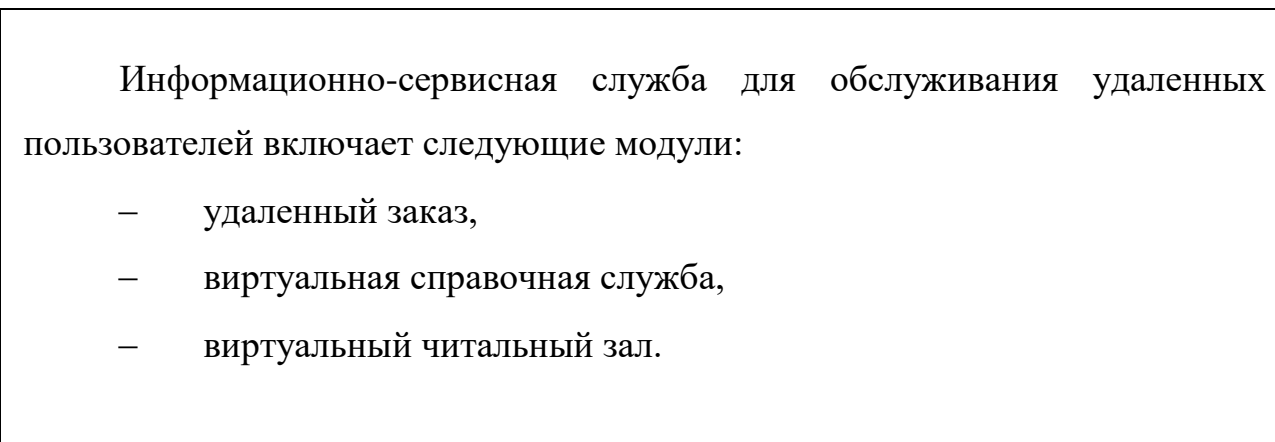 Информационно-сервисная служба для обслуживания удаленных
пользователей включает следующие модули:
– удаленный заказ,
– виртуальная справочная служба,
– виртуальный читальный зал.